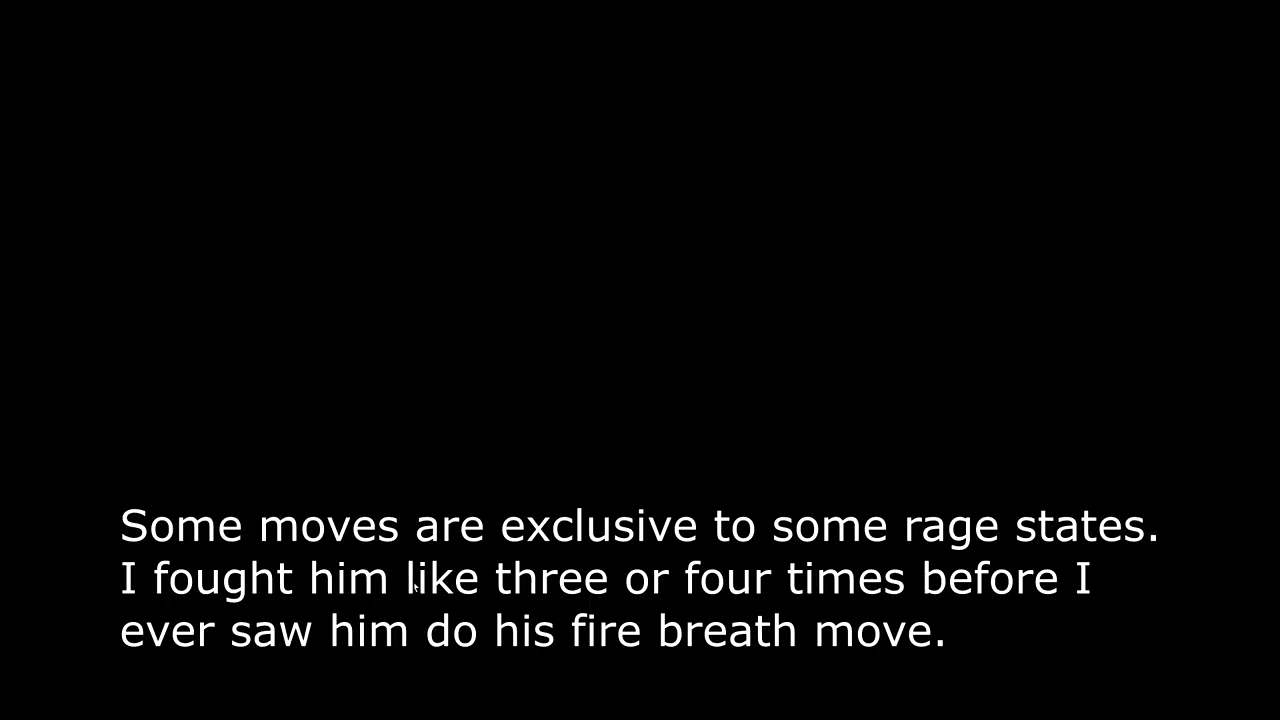 Some moves are exclusive to some rage states.
I fought him like three or four times before I
ever saw him do his fire breath move.